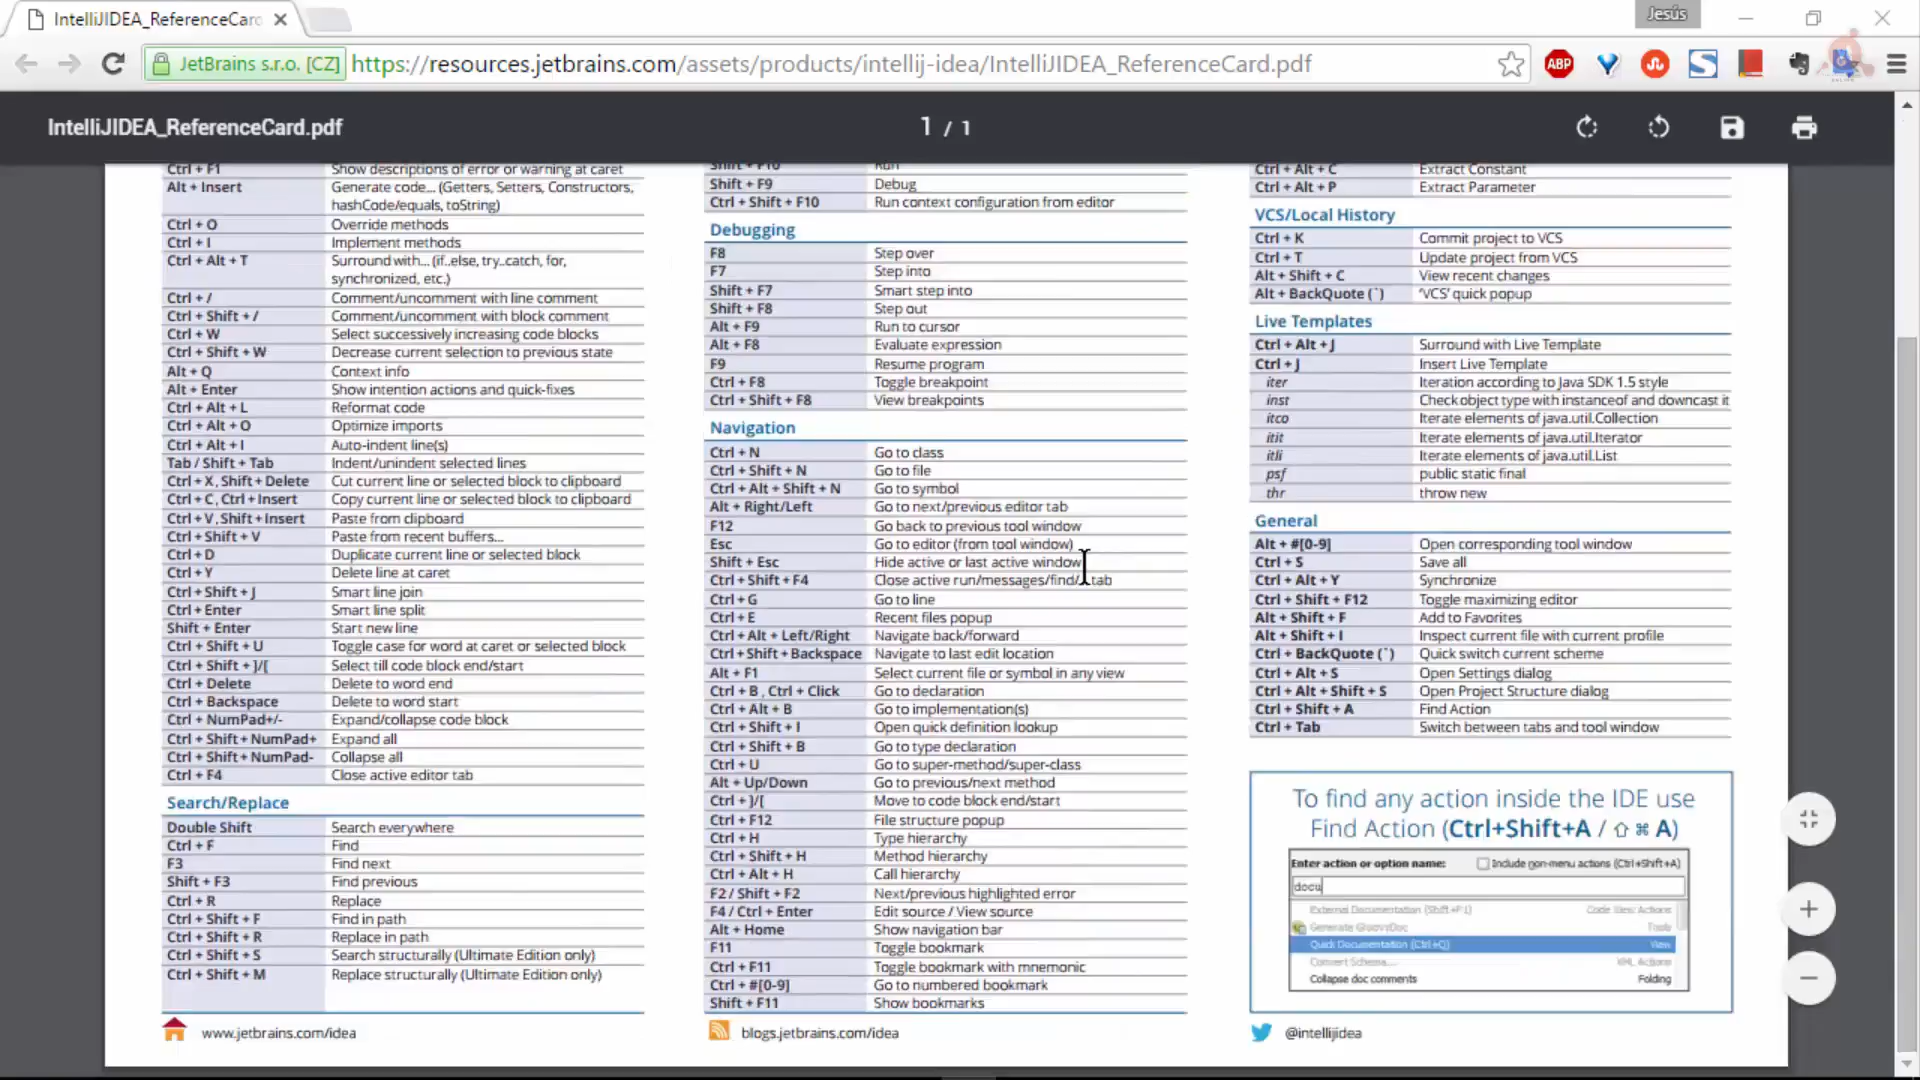 IntelliJIDEA_ReferenceCard
Jesús
JetBrains s.r.o. [CZ]
https://resources.jetbrains.com/assets/products/intellij-idea/IntelliJIDEA_ReferenceCard.pdf
ABP
IntelliJIDEA_ReferenceCard.pdf
1 / 1
Ctrl + F1 Show descriptions of error or warning at caret
Alt + Insert Generate code... (Getters, Setters, Constructors,
hashCode/equals, toString)
Ctrl + O Override methods
Ctrl + I Implement methods
Ctrl + Alt + T Surround with... (if..else, try..catch, for,
synchronized, etc.)
Ctrl + / Comment/uncomment with line comment
Ctrl + Shift + / Comment/uncomment with block comment
Ctrl + W Select successively increasing code blocks
Ctrl + Shift + W Decrease current selection to previous state
Alt + Q Context info
Alt + Enter Show intention actions and quick-fixes
Ctrl + Alt + L Reformat code
Ctrl + Alt + O Optimize imports
Ctrl + Alt + I Auto-indent line(s)
Tab / Shift + Tab Indent/unindent selected lines
Ctrl + X , Shift + Delete Cut current line or selected block to clipboard
Ctrl + C, Ctrl + Insert Copy current line or selected block to clipboard
Ctrl + V, Shift + Insert Paste from clipboard
Ctrl + Shift + V Paste from recent buffers...
Ctrl + D Duplicate current line or selected block
Ctrl + Y Delete line at caret
Ctrl + Shift + J Smart line join
Ctrl + Enter Smart line split
Shift + Enter Start new line
Ctrl + Shift + U Toggle case for word at caret or selected block
Ctrl + Shift + ]/[ Select till code block end/start
Ctrl + Delete Delete to word end
Ctrl + Backspace Delete to word start
Ctrl + NumPad+/- Expand/collapse code block
Ctrl + Shift + NumPad+ Expand all
Ctrl + Shift + NumPad- Collapse all
Ctrl + F4 Close active editor tab
Search/Replace
Double Shift Search everywhere
Ctrl + F Find
F3 Find next
Shift + F3 Find previous
Ctrl + R Replace
Ctrl + Shift + F Find in path
Ctrl + Shift + R Replace in path
Ctrl + Shift + S Search structurally (Ultimate Edition only)
Ctrl + Shift + M Replace structurally (Ultimate Edition only)
www.jetbrains.com/idea
Shift + F10 Run
Shift + F9 Debug
Ctrl + Shift + F10 Run context configuration from editor
Debugging
F8 Step over
F7 Step into
Shift + F7 Smart step into
Shift + F8 Step out
Alt + F9 Run to cursor
Alt + F8 Evaluate expression
F9 Resume program
Ctrl + F8 Toggle breakpoint
Ctrl + Shift + F8 View breakpoints
Navigation
Ctrl + N Go to class
Ctrl + Shift + N Go to file
Ctrl + Alt + Shift + N Go to symbol
Alt + Right/Left Go to next/previous editor tab
F12 Go back to previous tool window
Esc Go to editor (from tool window)
Shift + Esc Hide active or last active window
Ctrl + Shift + F4 Close active run/messages/find/ tab
Ctrl + G Go to line
Ctrl + E Recent files popup
Ctrl + Alt + Left/Right Navigate back/forward
Ctrl + Shift + Backspace Navigate to last edit location
Alt + F1 Select current file or symbol in any view
Ctrl + B , Ctrl + Click Go to declaration
Ctrl + Alt + B Go to implementation(s)
Ctrl + Shift + I Open quick definition lookup
Ctrl + Shift + B Go to type declaration
Ctrl + U Go to super-method/super-class
Alt + Up/Down Go to previous/next method
Ctrl + ]/[ Move to code block end/start
Ctrl + F12 File structure popup
Ctrl + H Type hierarchy
Ctrl + Shift + H Method hierarchy
Ctrl + Alt + H Call hierarchy
F2 / Shift + F2 Next/previous highlighted error
F4 / Ctrl + Enter Edit source / View source
Alt + Home Show navigation bar
F11 Toggle bookmark
Ctrl + F11 Toggle bookmark with mnemonic
Ctrl + #[0-9] Go to numbered bookmark
Shift + F11 Show bookmarks
blogs.jetbrains.com/idea
Ctrl + Alt + C Extract Constant
Ctrl + Alt + P Extract Parameter
VCS/Local History
Ctrl + K Commit project to VCS
Ctrl + T Update project from VCS
Alt + Shift + C View recent changes
Alt + BackQuote (`) ‘VCS’ quick popup
Live Templates
Ctrl + Alt + J Surround with Live Template
Ctrl + J Insert Live Template
iter Iteration according to Java SDK 1.5 style
inst Check object type with instanceof and downcast it
itco Iterate elements of java.util.Collection
itit Iterate elements of java.util.Iterator
itli Iterate elements of java.util.List
psf public static final
thr throw new
General
Alt + #[0-9] Open corresponding tool window
Ctrl + S Save all
Ctrl + Alt + Y Synchronize
Ctrl + Shift + F12 Toggle maximizing editor
Alt + Shift + F Add to Favorites
Alt + Shift + I Inspect current file with current profile
Ctrl + BackQuote (`) Quick switch current scheme
Ctrl + Alt + S Open Settings dialog
Ctrl + Alt + Shift + S Open Project Structure dialog
Ctrl + Shift + A Find Action
Ctrl + Tab Switch between tabs and tool window
To find any action inside the IDE use
Find Action (Ctrl+Shift+A / ⇧ ⌘ A)
Enter action or option name: Include non-menu actions (Ctrl+Shift+A)
docu
External Documentation (Shift+F1) Code View Actions
Generate GroovyDoc Tools
Quick Documentation (Ctrl+Q) View
Convert Schema... XML Actions
Collapse doc comments Folding
@intellijidea